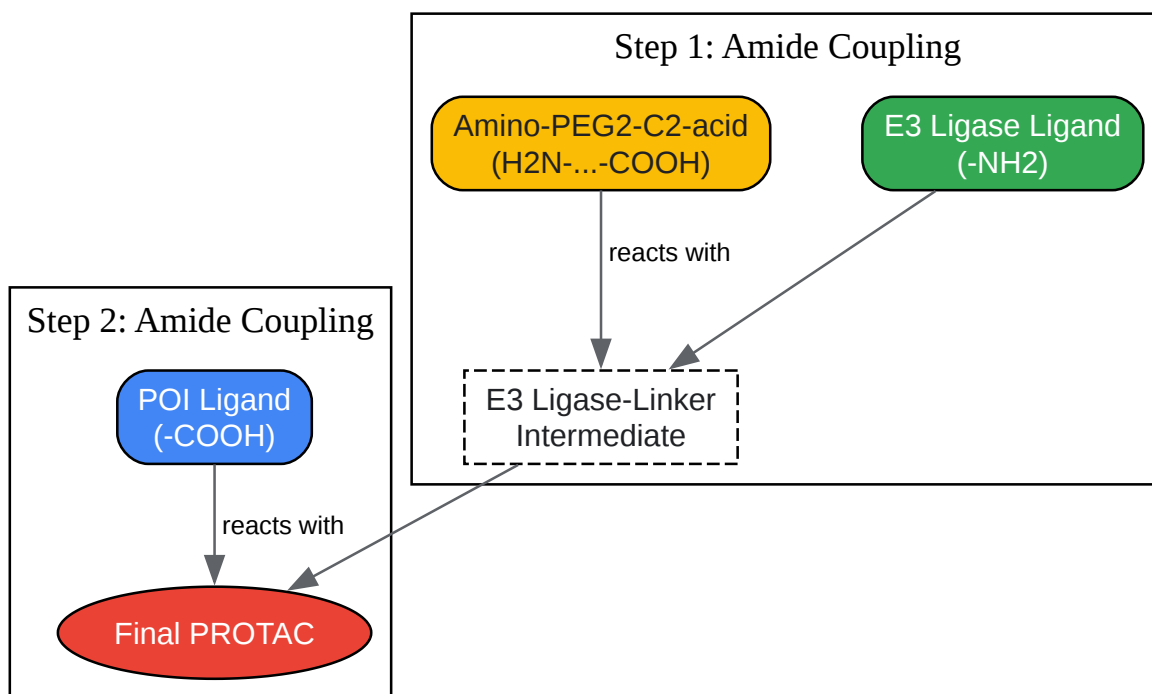 Step 1: Amide Coupling
Amino-PEG2-C2-acid
(H2N-...-COOH)
E3 Ligase Ligand
(-NH2)
reacts with
E3 Ligase-Linker
Intermediate
Step 2: Amide Coupling
POI Ligand
(-COOH)
reacts with
Final PROTAC